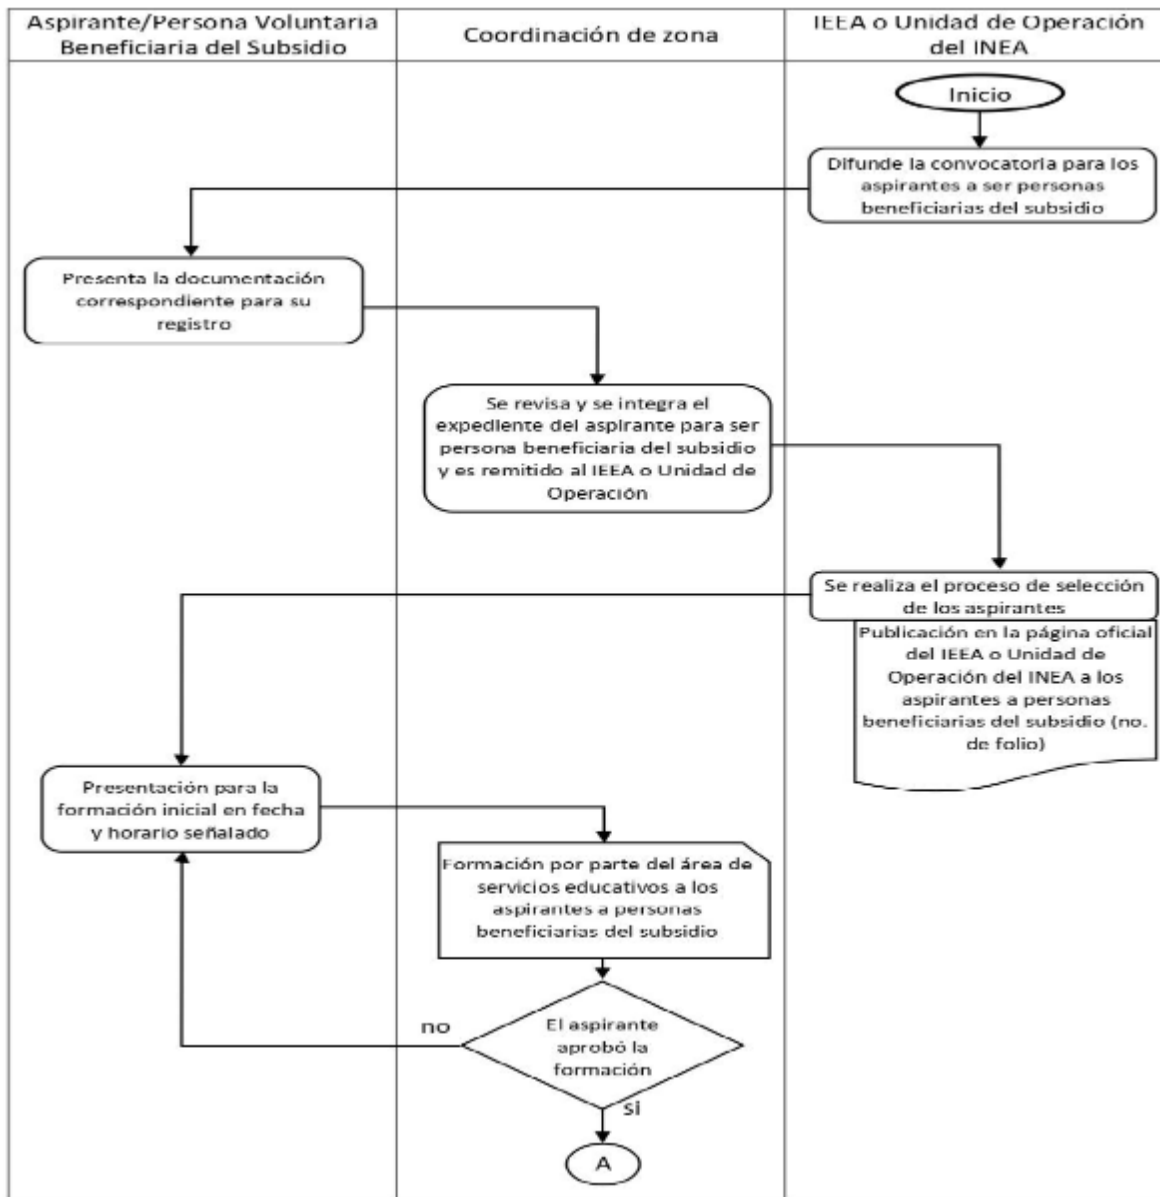 Aspirante/Persona Voluntaria
Beneficiaria del Subsidio
Coordinación de zona
IEEA o Unidad de Operación
del INEA
Inicio
Difunde la convocatoria para los
aspirantes a ser personas
beneficiarias del subsidio
Presenta la documentación
correspondiente para su
registro
Se revisa y se integra el
expediente del aspirante para ser
persona beneficiaria del subsidio
y es remitido al IEEA o Unidad de
Operación
Se realiza el proceso de selección
de los aspirantes
Publicación en la página oficial
del IEEA o Unidad de
Operación del INEA a los
aspirantes a personas
beneficiarias del subsidio (no.
de folio)
Presentación para la
formación inicial en fecha
y horario señalado
Formación por parte del área de
servicios educativos a los
aspirantes a personas
beneficiarias del subsidio
no
El aspirante
aprobó la
formación
si
A